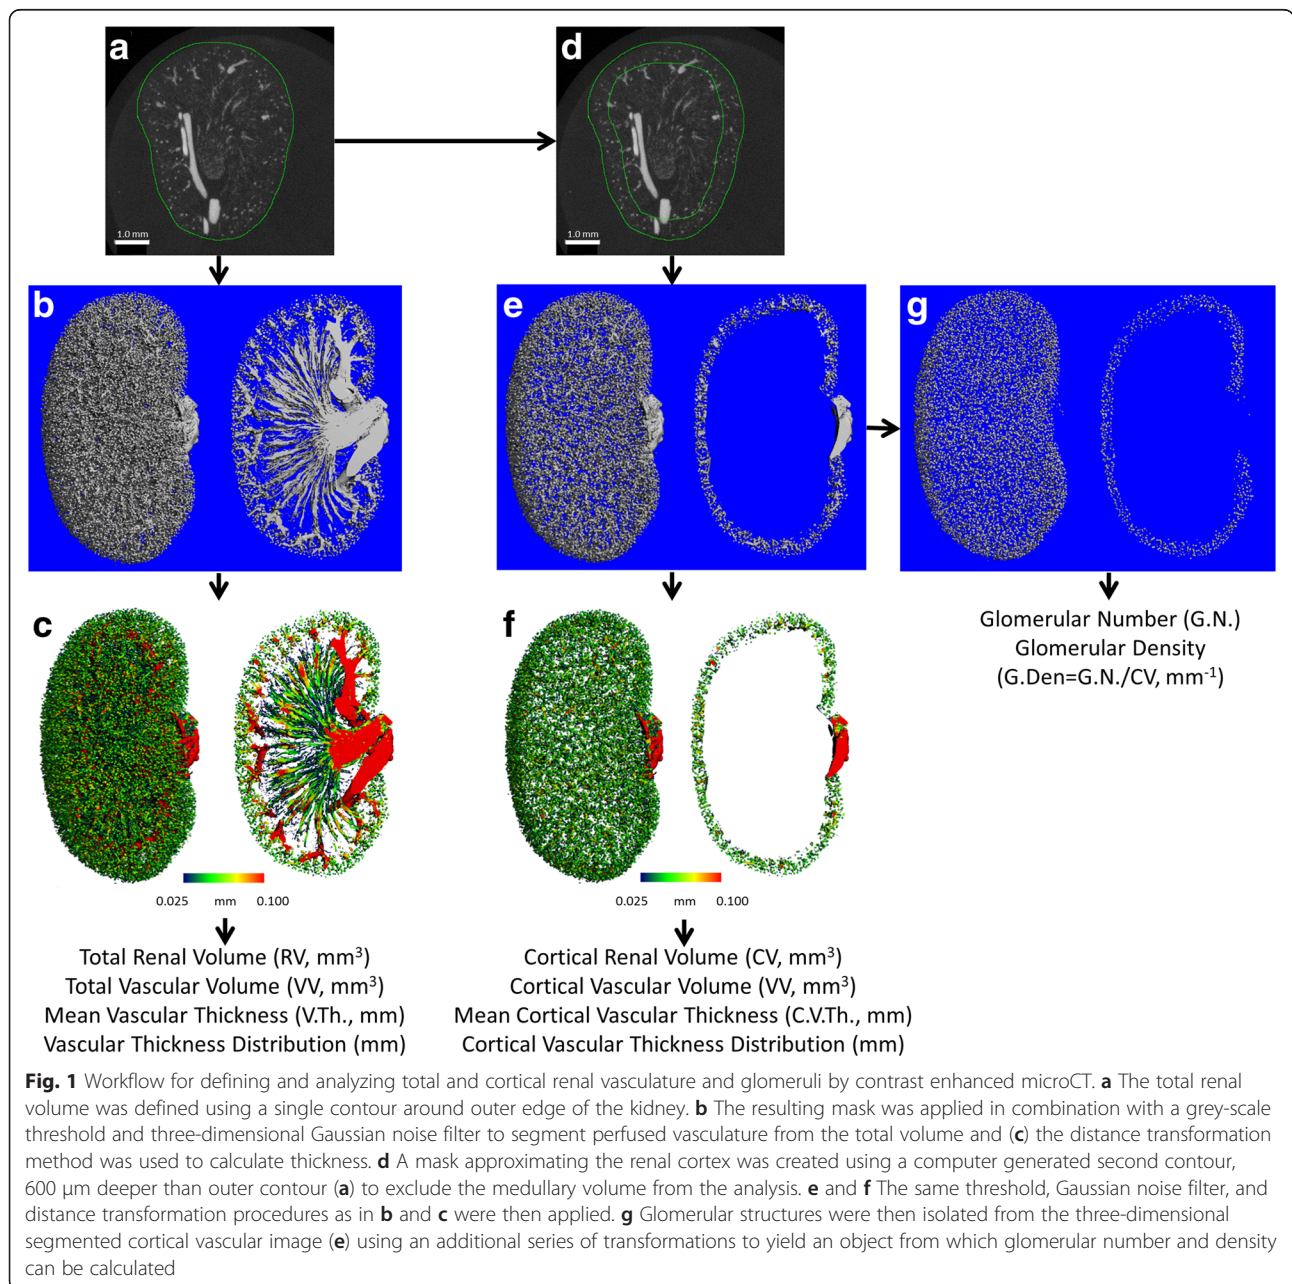 a
d
1.0 mm
1.0 mm
b
e
g
c
f
Glomerular Number (G.N.)
Glomerular Density
(G.Den=G.N./CV, mm⁻¹)
0.025 mm 0.100
0.025 mm 0.100
Total Renal Volume (RV, mm³)
Total Vascular Volume (VV, mm³)
Mean Vascular Thickness (V.Th., mm)
Vascular Thickness Distribution (mm)
Cortical Renal Volume (CV, mm³)
Cortical Vascular Volume (VV, mm³)
Mean Cortical Vascular Thickness (C.V.Th., mm)
Cortical Vascular Thickness Distribution (mm)
Fig. 1 Workflow for defining and analyzing total and cortical renal vasculature and glomeruli by contrast enhanced microCT. a The total renal
volume was defined using a single contour around outer edge of the kidney. b The resulting mask was applied in combination with a grey-scale
threshold and three-dimensional Gaussian noise filter to segment perfused vasculature from the total volume and (c) the distance transformation
method was used to calculate thickness. d A mask approximating the renal cortex was created using a computer generated second contour,
600 μm deeper than outer contour (a) to exclude the medullary volume from the analysis. e and f The same threshold, Gaussian noise filter, and
distance transformation procedures as in b and c were then applied. g Glomerular structures were then isolated from the three-dimensional
segmented cortical vascular image (e) using an additional series of transformations to yield an object from which glomerular number and density
can be calculated